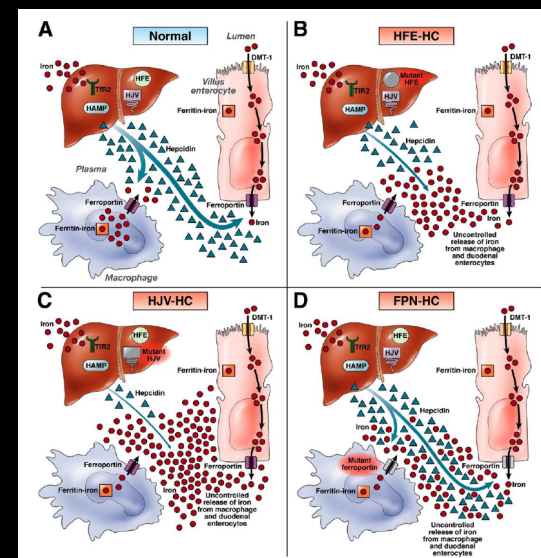 A
Normal
Lumen
Iron
HFE
DMT-1
TfR2
HJV
Villus
enterocyte
HAMP
Ferritin-iron
Hepcidin
Plasma
Ferroportin
Ferroportin
Ferritin-iron
Iron
Macrophage
B
HFE-HC
DMT-1
Iron
Mutant
HFE
TfR2
HJV
HAMP
Ferritin-iron
Hepcidin
Ferroportin
Ferroportin
Iron
Ferritin-iron
Uncontrolled
release of iron
from macrophage
and duodenal
enterocytes
C
HJV-HC
DMT-1
Iron
HFE
TfR2
Mutant
HJV
HAMP
Ferritin-iron
Hepcidin
Ferroportin
Ferroportin
Iron
Iron
Ferritin-iron
Uncontrolled
release of iron
from macrophage
and duodenal
enterocytes
D
FPN-HC
DMT-1
Iron
HFE
TfR2
HJV
HAMP
Ferritin-iron
Hepcidin
Iron
Mutant
ferroportin
Ferroportin
Iron
Ferritin-iron
Iron
Uncontrolled
release of iron
from macrophage
and duodenal
enterocytes